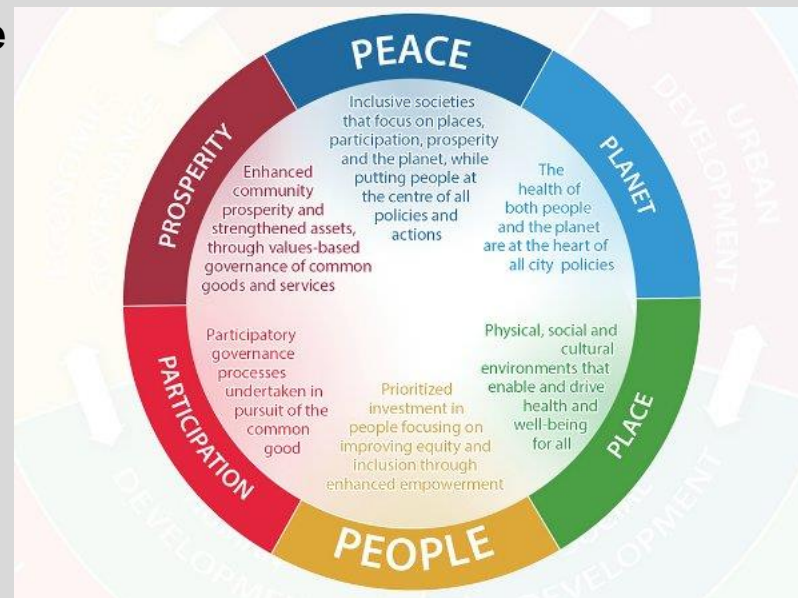 e
PEACE
Inclusive societies
that focus on places,
participation, prosperity
and the planet, while
putting people at
the centre of all
policies and
actions
PLANET
The
health of
both people
and the planet
are at the heart of
all city policies
PLACE
Physical, social and
cultural
environments that
enable and drive
health and
well-being
for all
PEOPLE
Prioritized
investment in
people focusing on
improving equity and
inclusion through
enhanced empowerment
PARTICIPATION
Participatory
governance
processes
undertaken in
pursuit of the
common
good
PROSPERITY
Enhanced
community
prosperity and
strengthened assets,
through values-based
governance of common
goods and services
URBAN
DEVELOPMENT
DEVELOPMENT
DEVELOPMENT